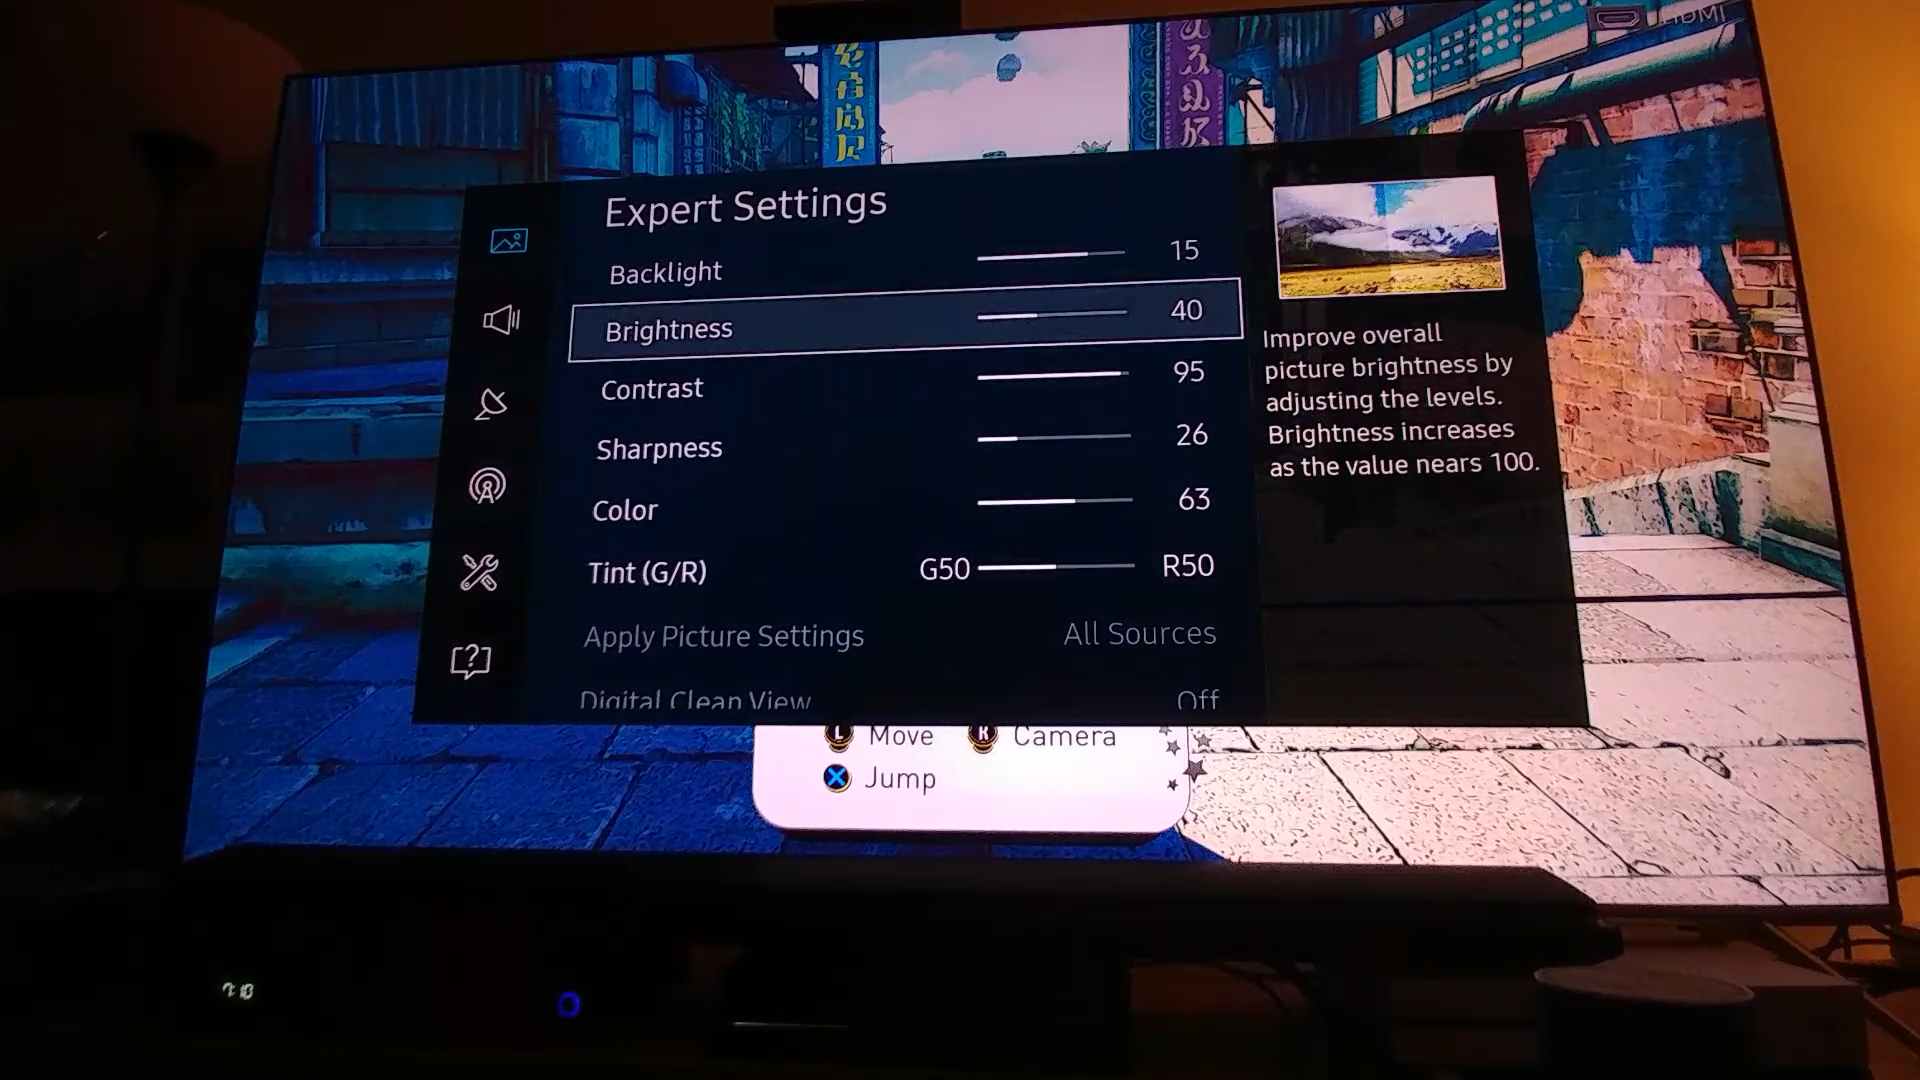 HDMI
Expert Settings
Backlight 15
Brightness 40
Contrast 95
Sharpness 26
Color 63
Tint (G/R) G50 R50
Apply Picture Settings All Sources
Digital Clean View Off
Improve overall
picture brightness by
adjusting the levels.
Brightness increases
as the value nears 100.
L Move R Camera
X Jump